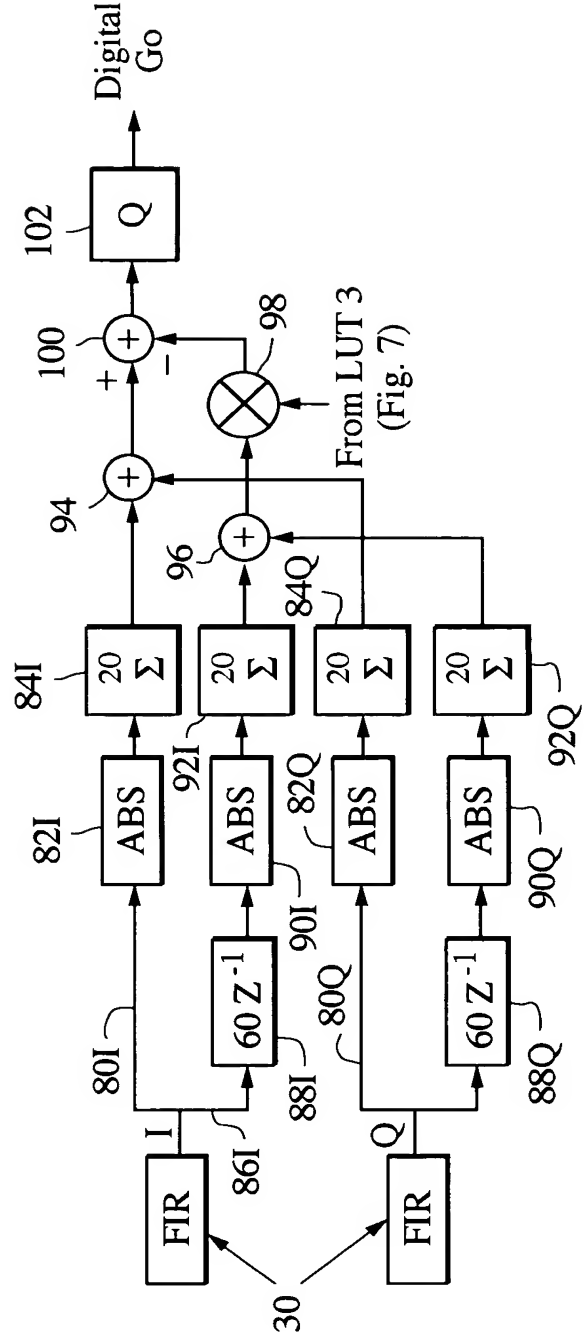 30
FIR
FIR
I
Q
80I
86I
80Q
82I
ABS
88I
60 Z⁻¹
90I
ABS
82Q
ABS
88Q
60 Z⁻¹
90Q
ABS
84I
20
Σ
92I
20
Σ
84Q
20
Σ
92Q
20
Σ
94
+
96
+
98
From LUT 3
(Fig. 7)
100
+
+
−
102
Q
Digital
Go